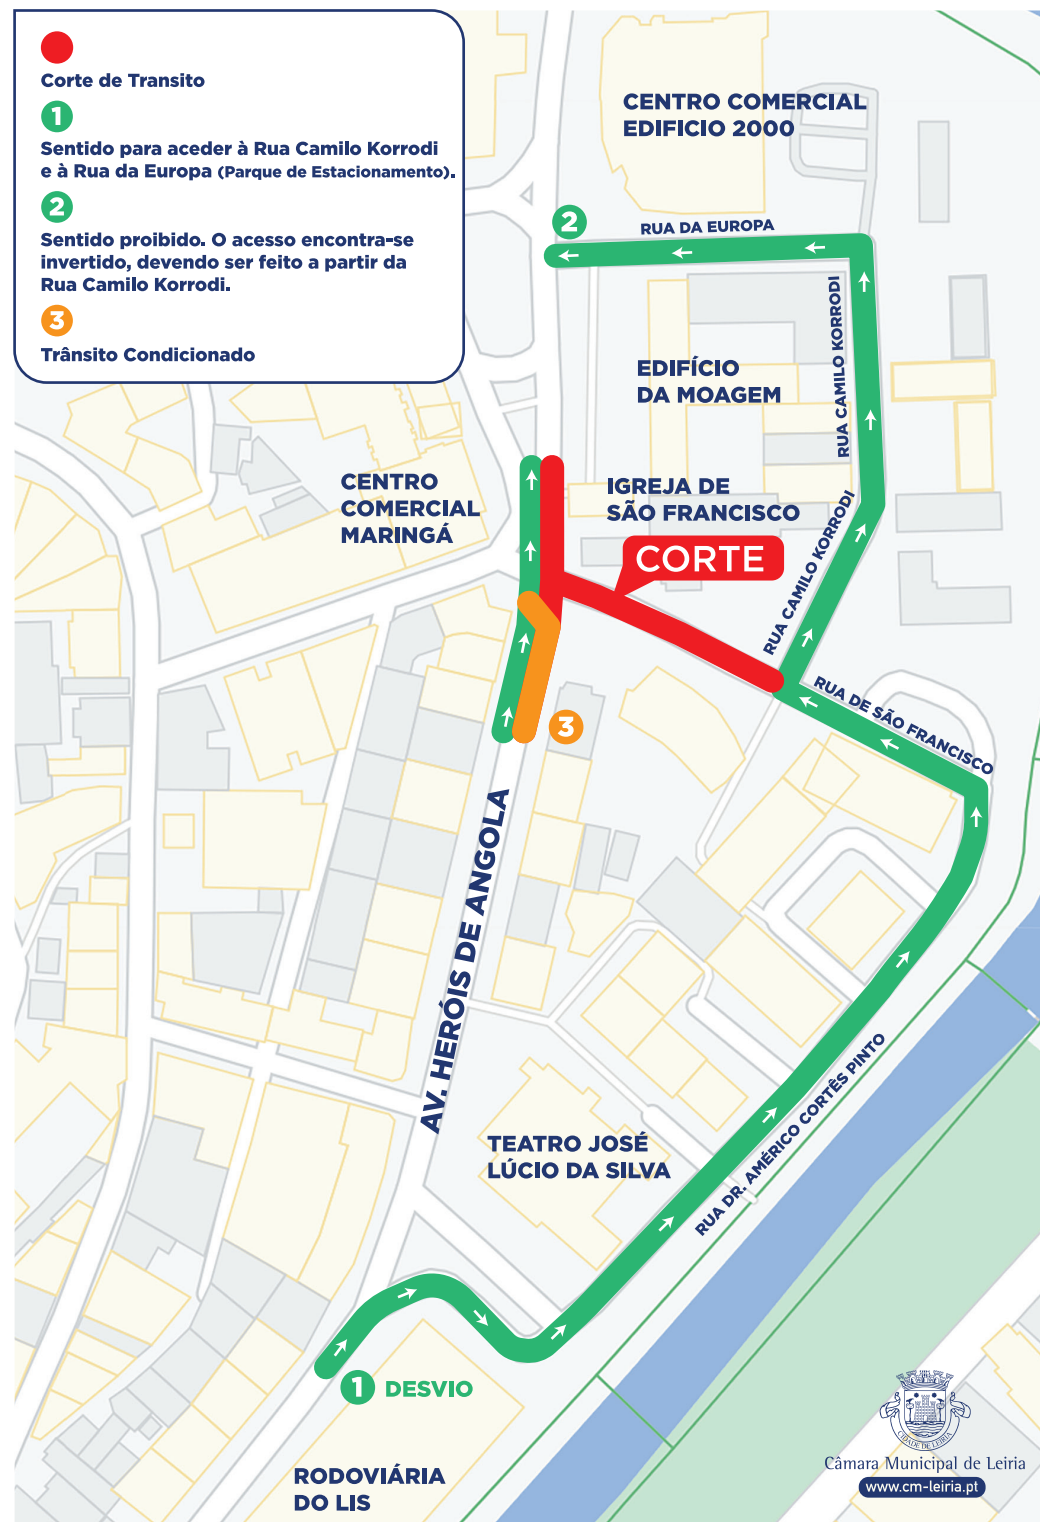 Corte de Transito
1
Sentido para aceder à Rua Camilo Korrodi
e à Rua da Europa (Parque de Estacionamento).
2
Sentido proibido. O acesso encontra-se
invertido, devendo ser feito a partir da
Rua Camilo Korrodi.
3
Trânsito Condicionado
CENTRO COMERCIAL
EDIFICIO 2000
2
RUA DA EUROPA
RUA CAMILO KORRODI
EDIFÍCIO
DA MOAGEM
CENTRO
COMERCIAL
MARINGÁ
IGREJA DE
SÃO FRANCISCO
CORTE
RUA CAMILO KORRODI
RUA DE SÃO FRANCISCO
3
AV. HERÓIS DE ANGOLA
RUA DR. AMÉRICO CORTÊS PINTO
TEATRO JOSÉ
LÚCIO DA SILVA
1 DESVIO
RODOVIÁRIA
DO LIS
CIDADE DE LEIRIA
Câmara Municipal de Leiria
www.cm-leiria.pt